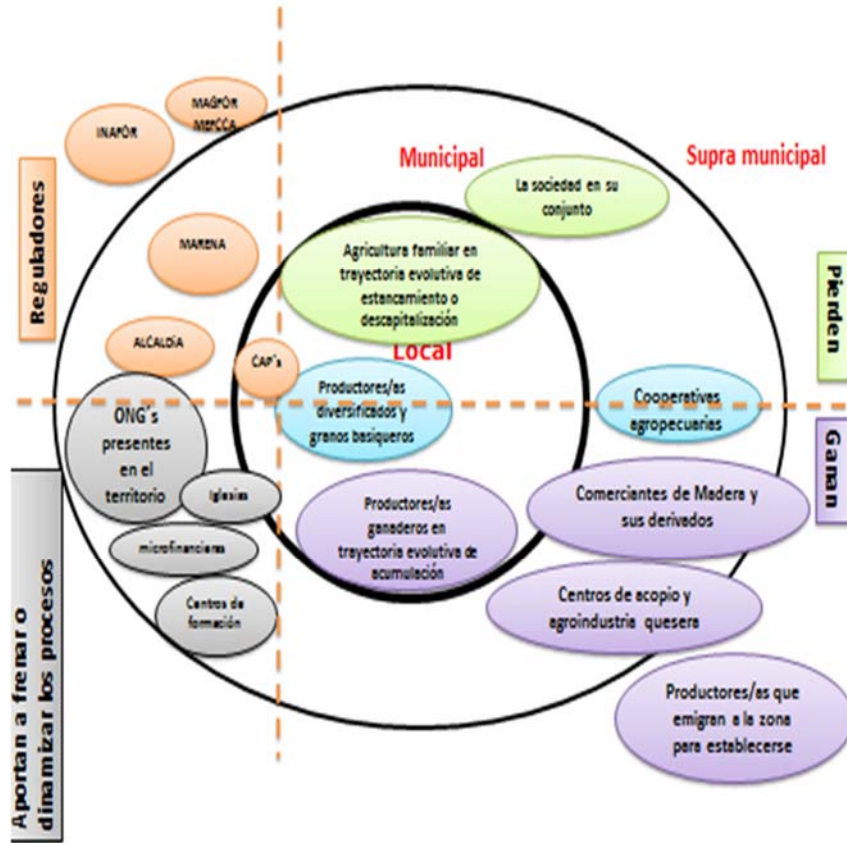 MAGFOR
MEFCCA
INAFOR
Municipal
Supra municipal
La sociedad en su
conjunto
Reguladores
MARENA
Agricultura familiar en
trayectoria evolutiva de
estancamiento o
descapitalización
Pierden
ALCALDÍA
CAP´s
Local
Productores/as
diversificados y
granos basiqueros
Cooperativas
agropecuarias
ONG´s
presentes
en el
territorio
Ganan
Iglesias
Productores/as
ganaderos en
trayectoria evolutiva de
acumulación
Comerciantes de Madera y
sus derivados
microfinancieras
Centros de
formación
Centros de acopio y
agroindustria quesera
Aportan a frenar o
dinamizar los procesos
Productores/as que
emigran a la zona
para establecerse